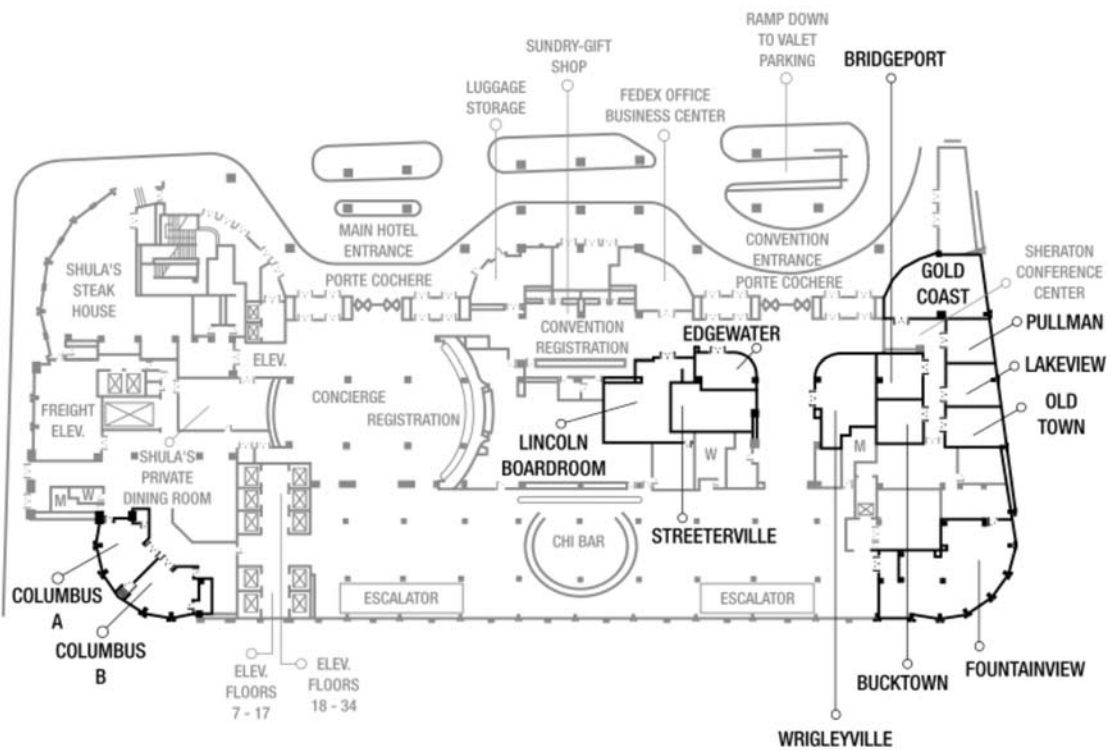 RAMP DOWN
TO VALET
PARKING
SUNDRY-GIFT
SHOP
BRIDGEPORT
LUGGAGE
STORAGE
FEDEX OFFICE
BUSINESS CENTER
MAIN HOTEL
ENTRANCE
CONVENTION
ENTRANCE
SHULA'S
STEAK
HOUSE
PORTE COCHERE
PORTE COCHERE
GOLD
COAST
SHERATON
CONFERENCE
CENTER
CONVENTION
REGISTRATION
EDGEWATER
PULLMAN
ELEV.
LAKEVIEW
CONCIERGE
REGISTRATION
FREIGHT
ELEV.
OLD
TOWN
LINCOLN
BOARDROOM
SHULA'S
PRIVATE
DINING ROOM
M
W
W
M
STREETERVILLE
CHI BAR
COLUMBUS
A
ESCALATOR
ESCALATOR
COLUMBUS
B
ELEV.
FLOORS
7 - 17
ELEV.
FLOORS
18 - 34
FOUNTAINVIEW
BUCKTOWN
WRIGLEYVILLE